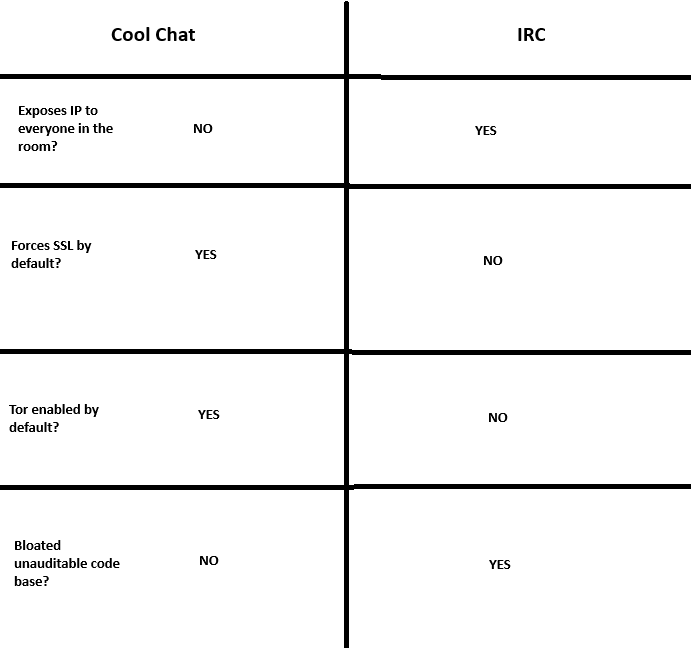 Cool Chat
IRC
Exposes IP to
everyone in the
room?
NO
YES
Forces SSL by
default?
YES
NO
Tor enabled by
default?
YES
NO
Bloated
unauditable code
base?
NO
YES